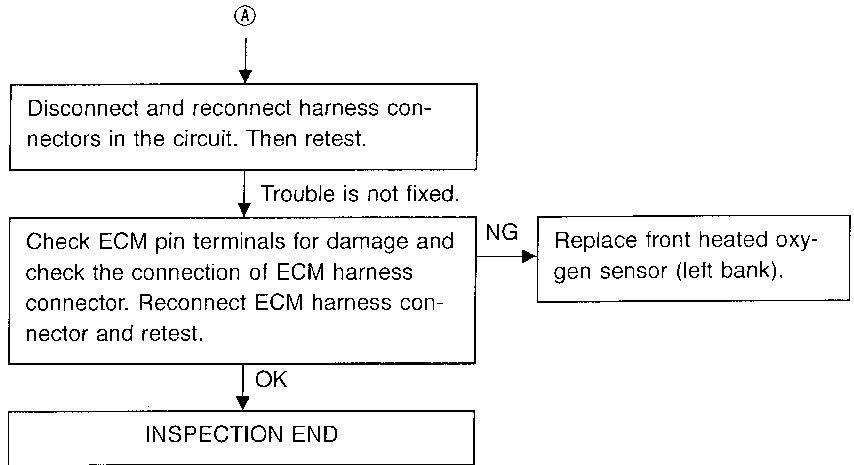 A
Disconnect and reconnect harness con-
nectors in the circuit. Then retest.
Trouble is not fixed.
Check ECM pin terminals for damage and
check the connection of ECM harness
connector. Reconnect ECM harness con-
nector and retest.
NG
Replace front heated oxy-
gen sensor (left bank).
OK
INSPECTION END